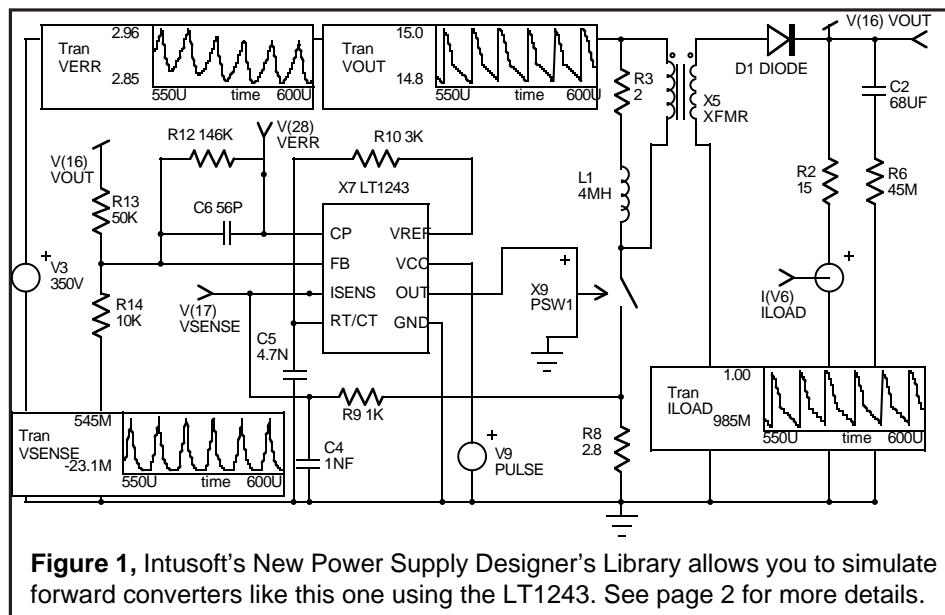 2.96
Tran
VERR
2.85
550U time 600U
15.0
Tran
VOUT
14.8
550U time 600U
V(16) VOUT
D1 DIODE
R3
2
X5
XFMR
C2
68UF
R12 146K
V(28)
VERR
R10 3K
V(16)
VOUT
X7 LT1243
L1
4MH
R2
15
R6
45M
R13
50K
C6 56P
CP VREF
FB VCC
ISENS OUT
RT/CT GND
V3
350V
+
R14
10K
V(17)
VSENSE
X9
PSW1
+
I(V6)
ILOAD
+
C5
4.7N
R9 1K
1.00
Tran
ILOAD
985M
550U time 600U
545M
Tran
VSENSE
-23.1M
550U time 600U
C4
1NF
V9
PULSE
+
R8
2.8
Figure 1, Intusoft's New Power Supply Designer's Library allows you to simulate
forward converters like this one using the LT1243. See page 2 for more details.